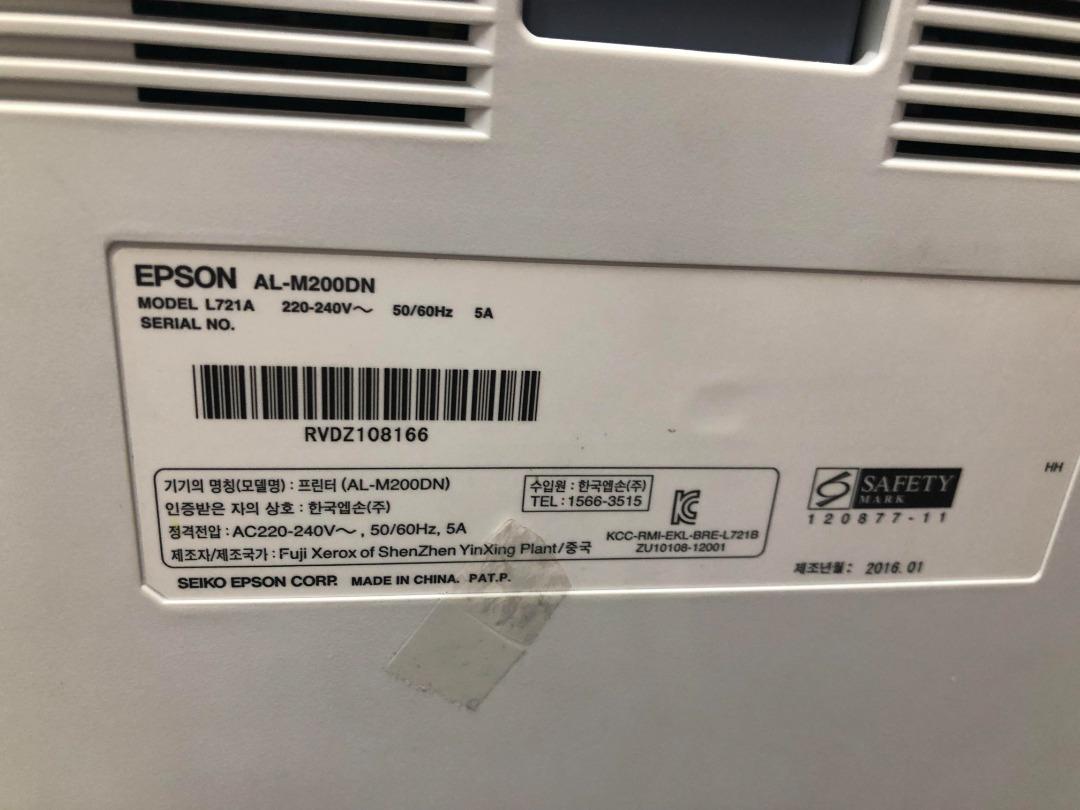 EPSON AL-M200DN
MODEL L721A 220-240V～ 50/60Hz 5A
SERIAL NO.
RVDZ108166
기기의 명칭(모델명) : 프린터 (AL-M200DN)
인증받은 자의 상호 : 한국엡손(주)
정격전압 : AC220-240V～, 50/60Hz, 5A
제조자/제조국가 : Fuji Xerox of ShenZhen YinXing Plant/중국
수입원 : 한국엡손(주)
TEL : 1566-3515
KCC-RMI-EKL-BRE-L721B
ZU10108-12001
SEIKO EPSON CORP. MADE IN CHINA. PAT.P.
HH
SAFETY
MARK
120877-11
제조년월 : 2016.01